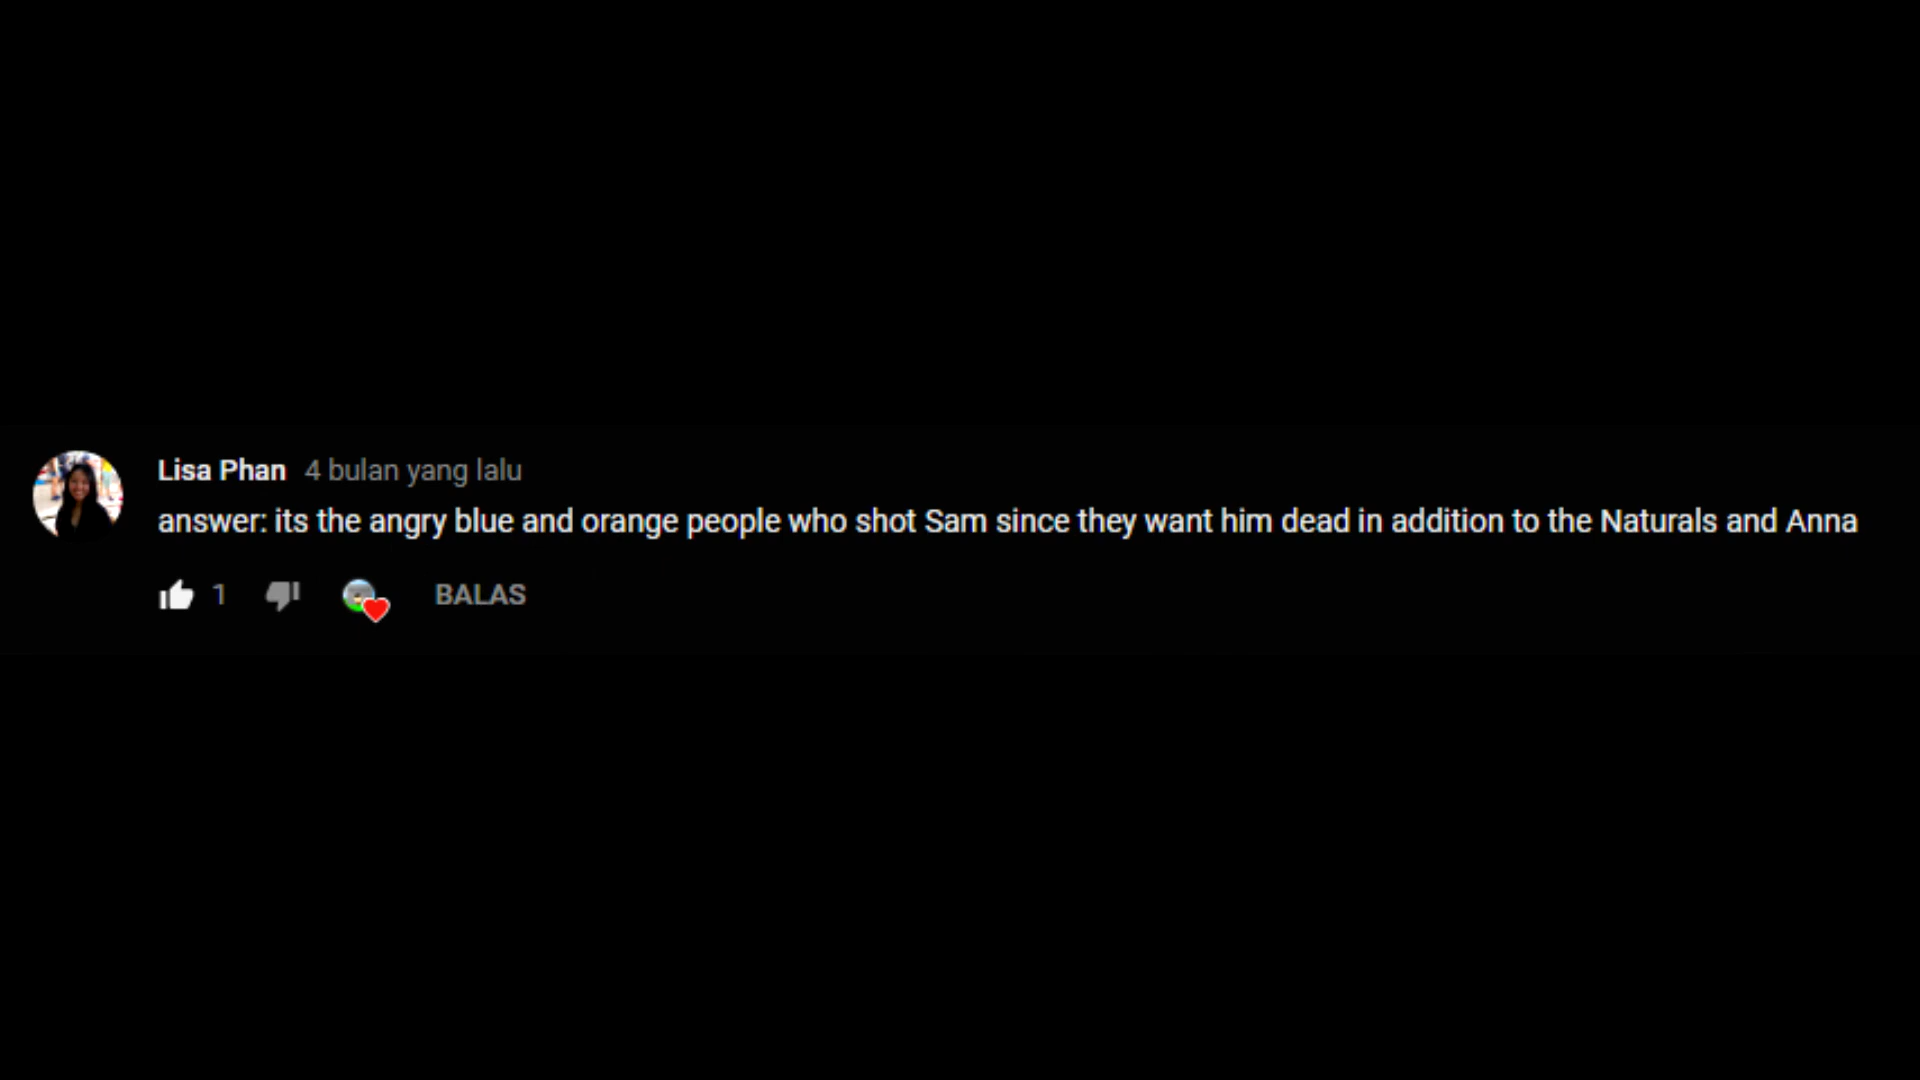 Lisa Phan 4 bulan yang lalu
answer: its the angry blue and orange people who shot Sam since they want him dead in addition to the Naturals and Anna
1 BALAS